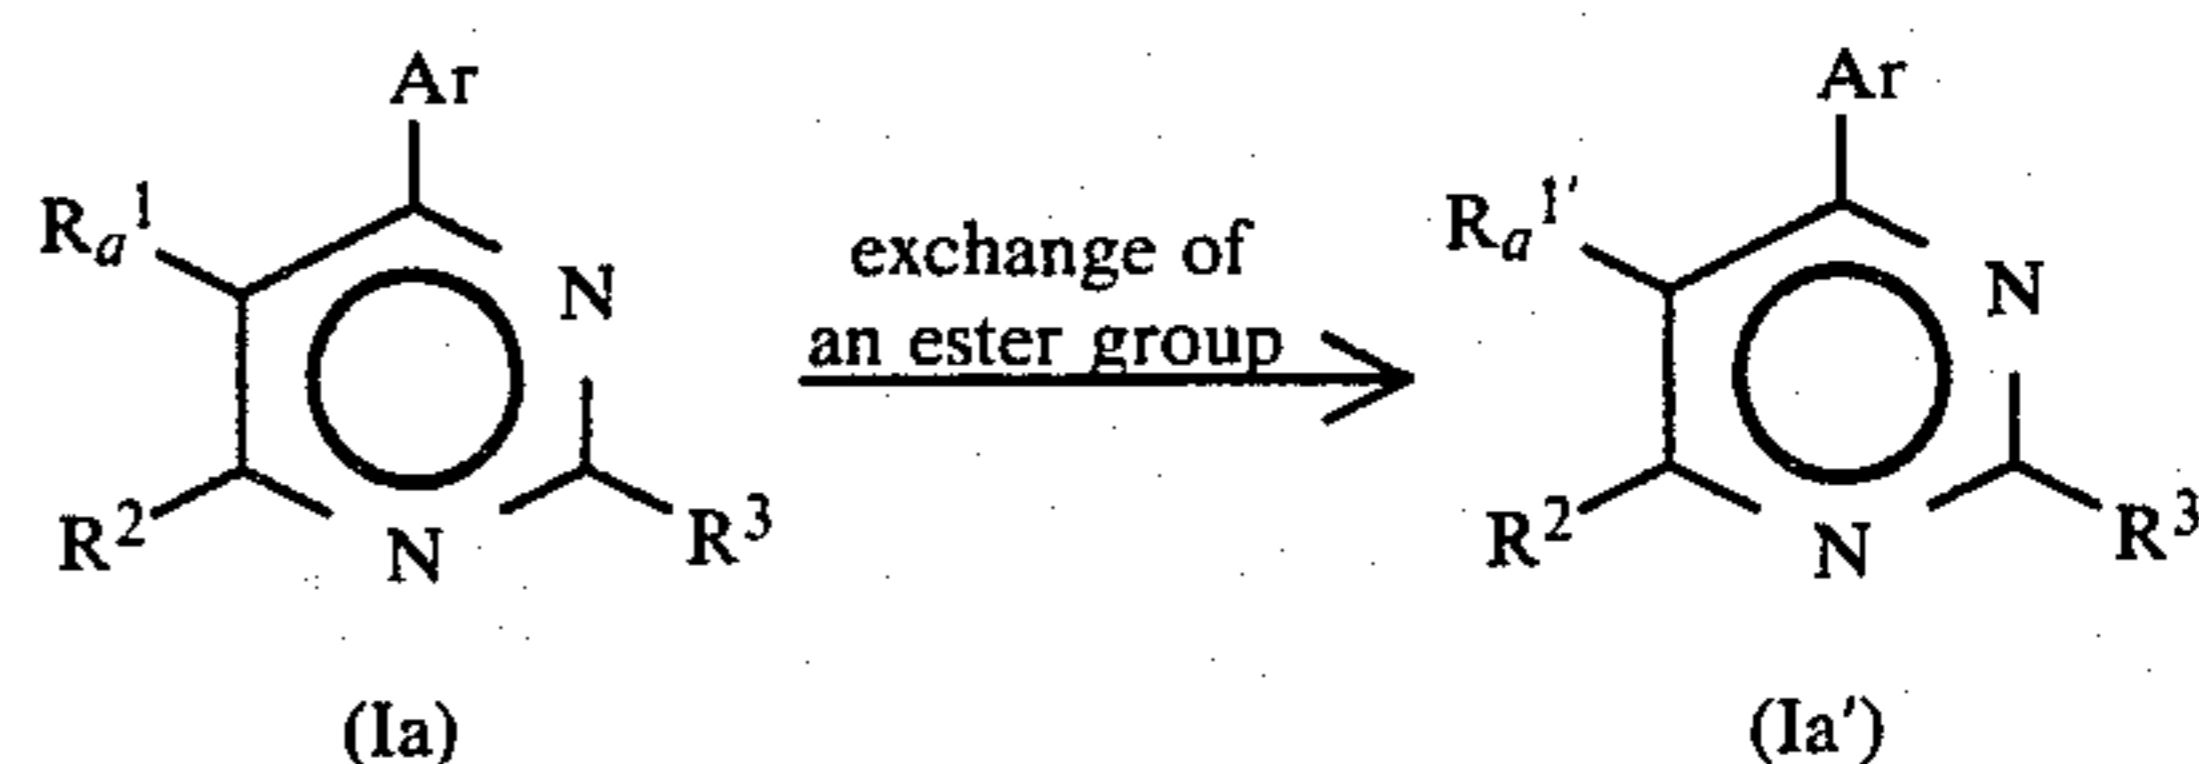 Ar
Ar
Rₐ¹
exchange of
an ester group
Rₐ¹′
N
N
R²
N
R³
R²
N
R³
(Ia)
(Ia′)